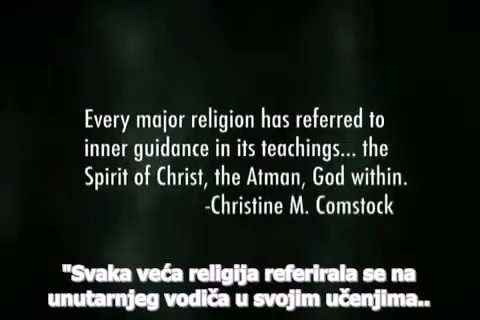 Every major religion has referred to
inner guidance in its teachings... the
Spirit of Christ, the Atman, God within.
-Christine M. Comstock
"Svaka veća religija referirala se na
unutarnjeg vodiča u svojim učenjima..